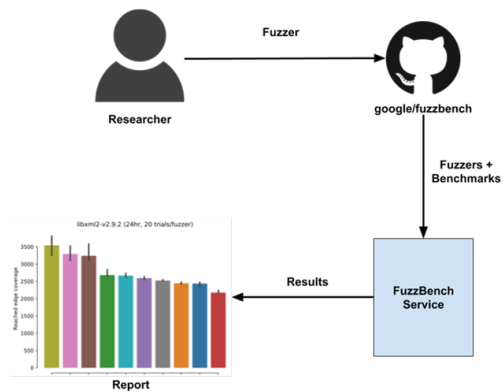 Fuzzer
Researcher
google/fuzzbench
Fuzzers +
Benchmarks
libxml2-v2.9.2 (24hr, 20 trials/fuzzer)
Reached edge coverage
3500
3000
2500
2000
1500
1000
500
0
Results
FuzzBench
Service
Report